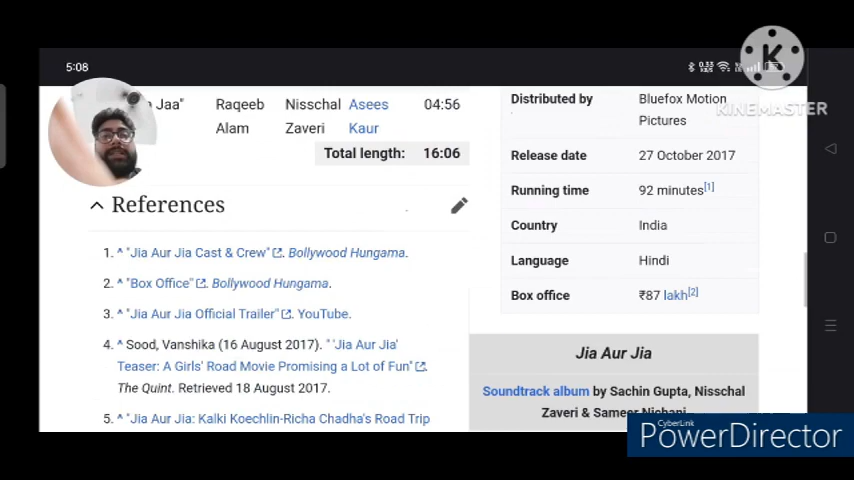 5:08
0.33
KINEMASTER
K
Jaa" Raqeeb Alam Nisschal Zaveri Asees Kaur 04:56
Total length: 16:06
References
1. ^ "Jia Aur Jia Cast & Crew". Bollywood Hungama.
2. ^ "Box Office". Bollywood Hungama.
3. ^ "Jia Aur Jia Official Trailer". YouTube.
4. ^ Sood, Vanshika (16 August 2017). "'Jia Aur Jia'
Teaser: A Girls' Road Movie Promising a Lot of Fun".
The Quint. Retrieved 18 August 2017.
5. ^ "Jia Aur Jia: Kalki Koechlin-Richa Chadha's Road Trip
Distributed by Bluefox Motion
Pictures
Release date 27 October 2017
Running time 92 minutes[1]
Country India
Language Hindi
Box office ₹87 lakh[2]
Jia Aur Jia
Soundtrack album by Sachin Gupta, Nisschal
Zaveri & Sameer Nichani
CyberLink
PowerDirector